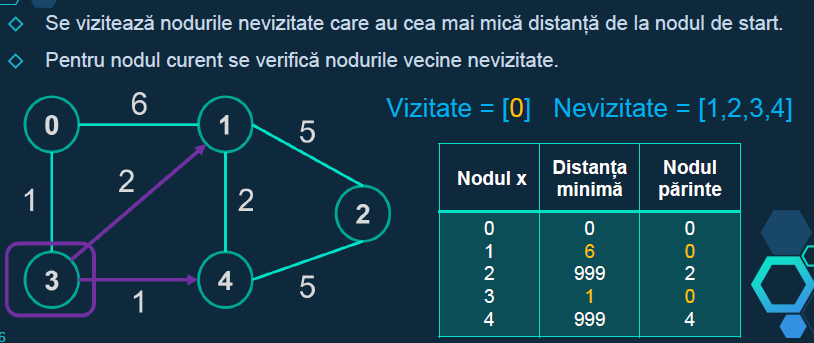 Se vizitează nodurile nevizitate care au cea mai mică distanță de la nodul de start.
Pentru nodul curent se verifică nodurile vecine nevizitate.
Vizitate = [0] Nevizitate = [1,2,3,4]
0 6 1 5
1 2 2 2
3 1 4 5
Nodul x Distanța minimă Nodul părinte
0 0 0
1 6 0
2 999 2
3 1 0
4 999 4
6